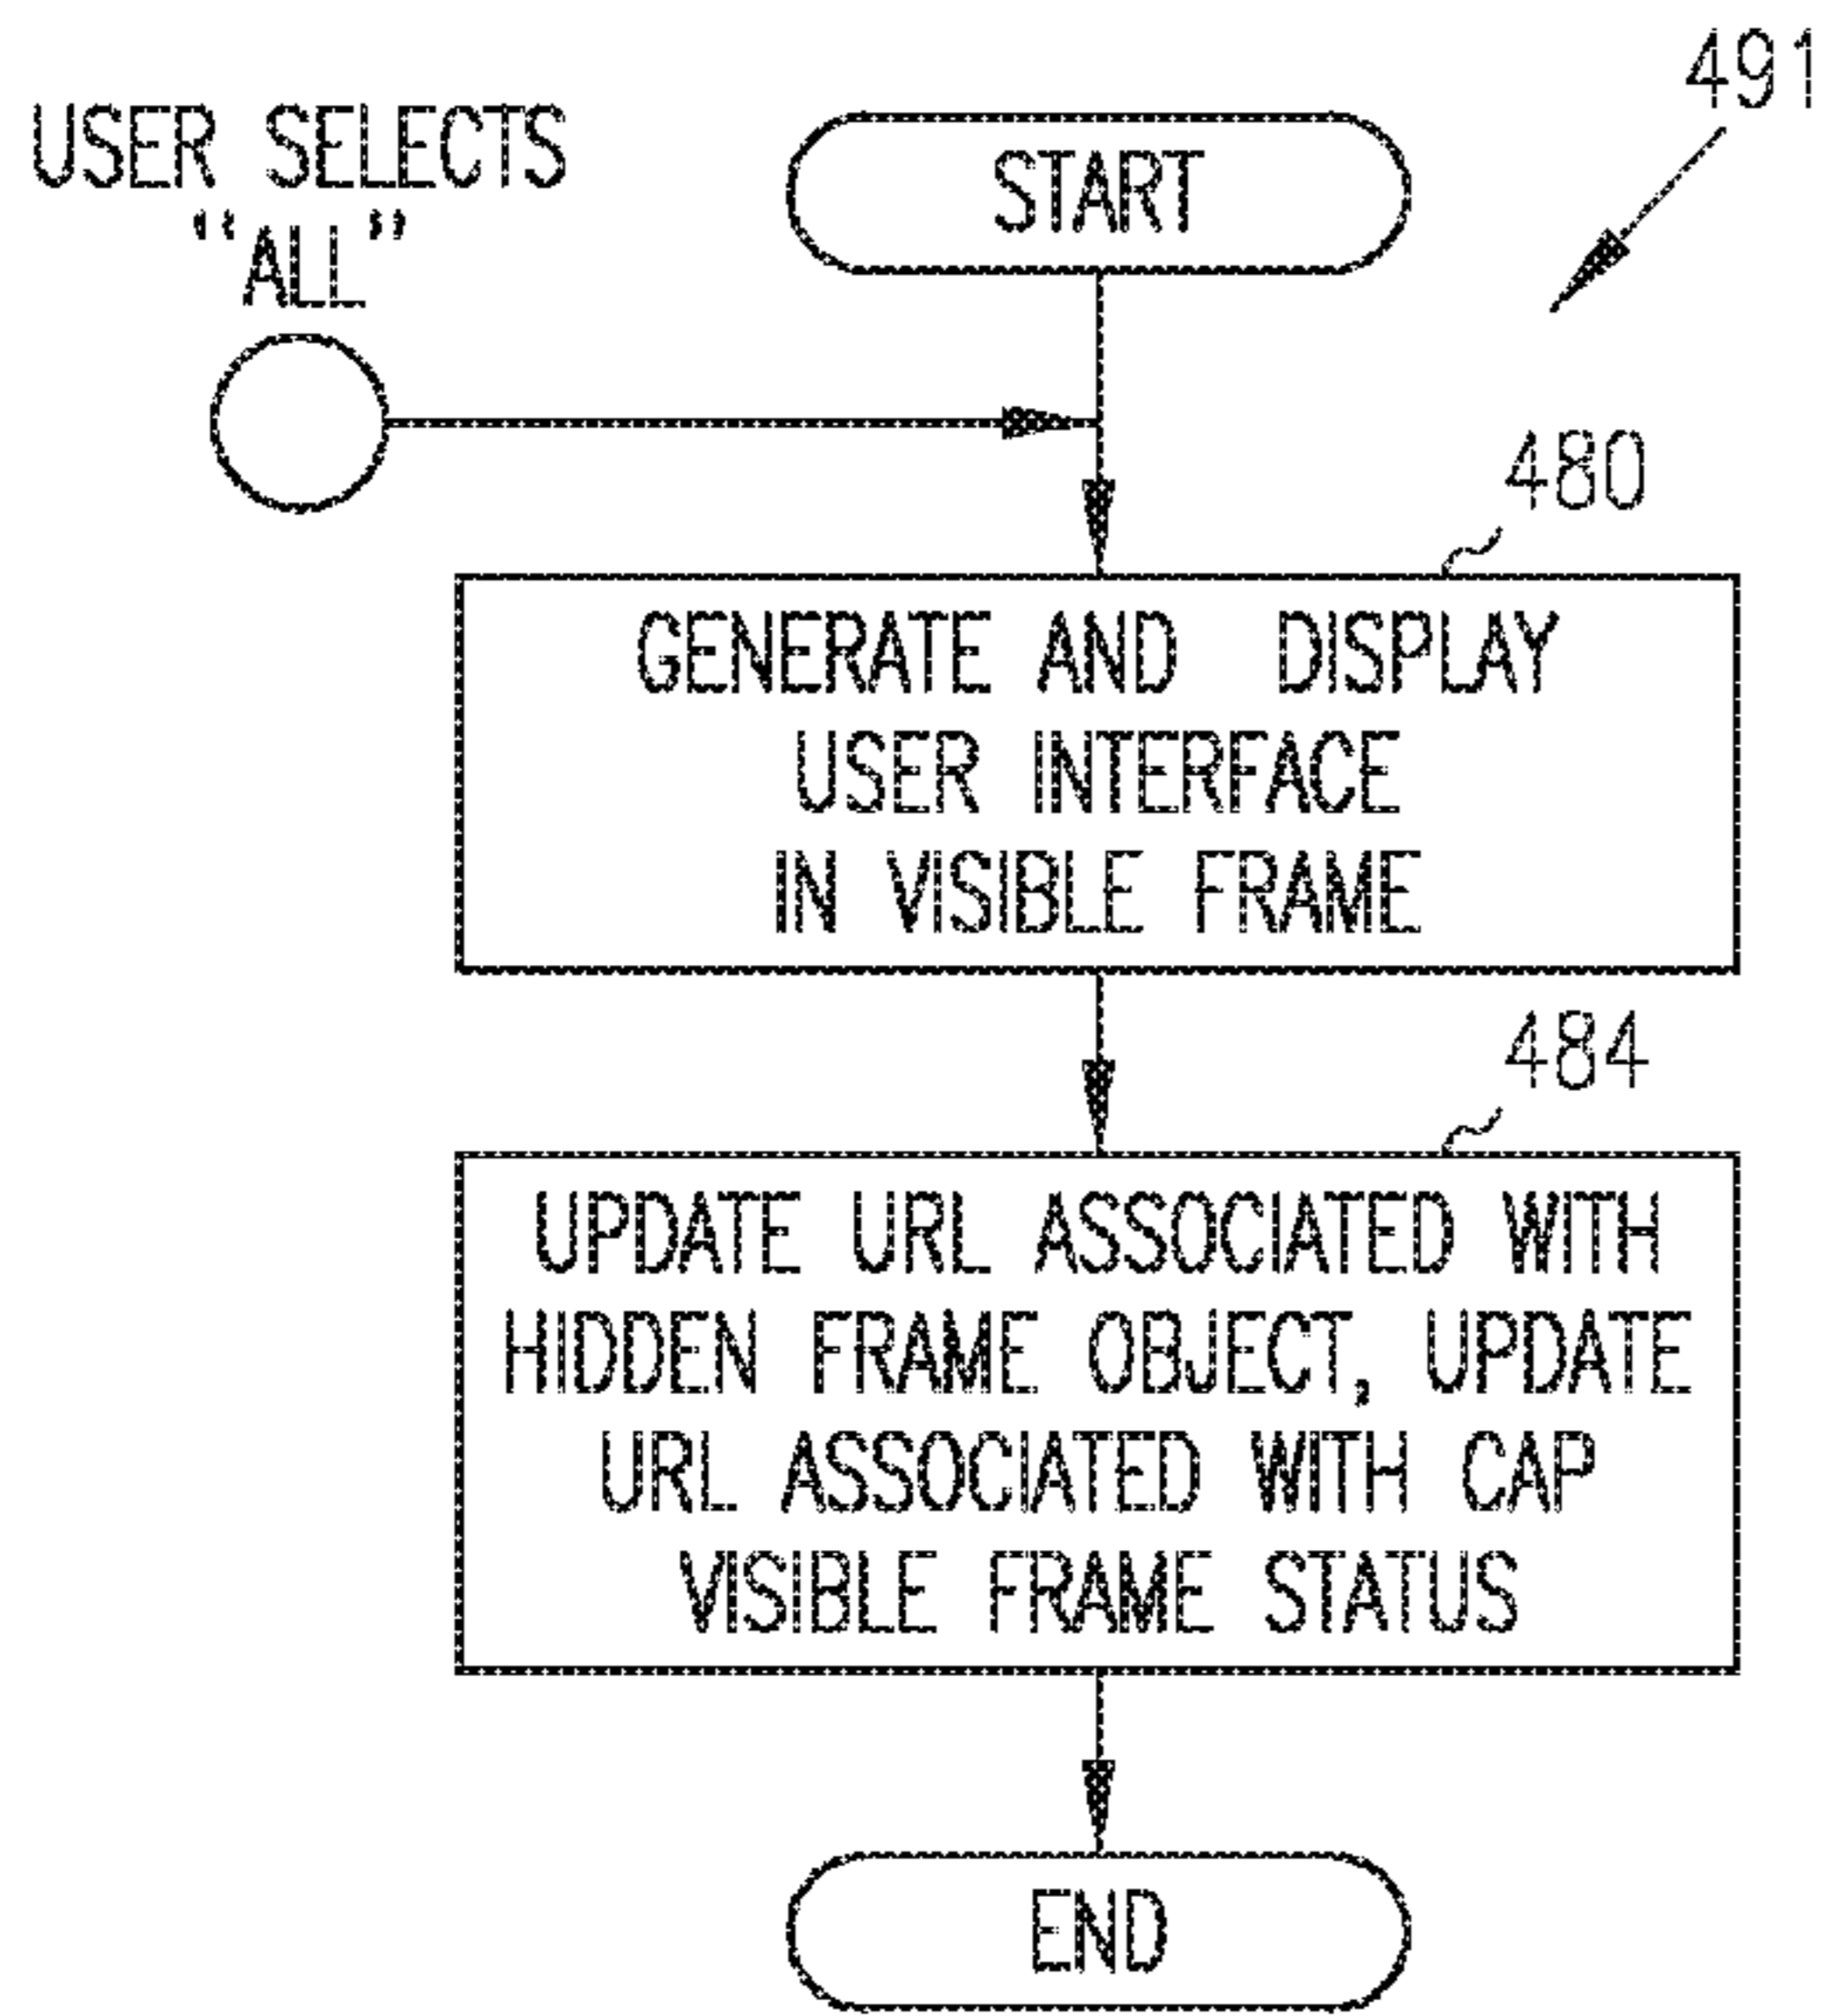 491
USER SELECTS
“ALL”
START
480
GENERATE AND DISPLAY
USER INTERFACE
IN VISIBLE FRAME
484
UPDATE URL ASSOCIATED WITH
HIDDEN FRAME OBJECT, UPDATE
URL ASSOCIATED WITH CAP
VISIBLE FRAME STATUS
END